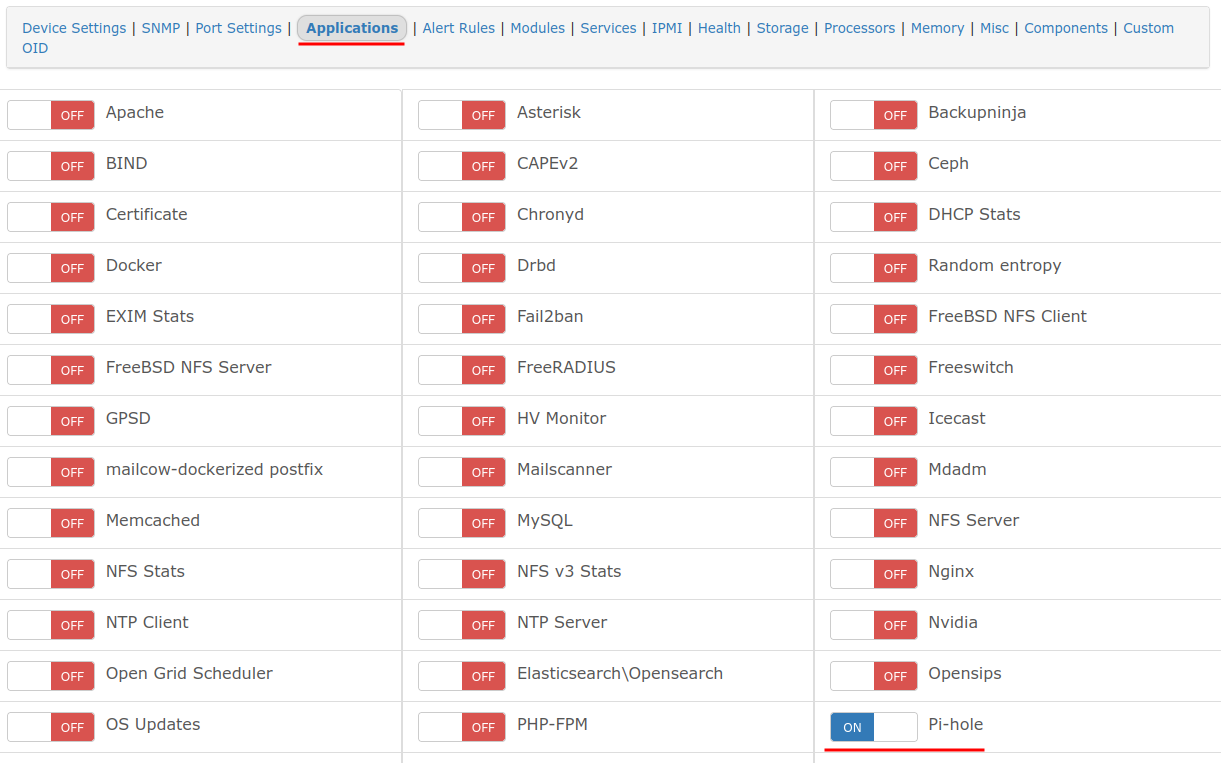 Device Settings | SNMP | Port Settings | Applications | Alert Rules | Modules | Services | IPMI | Health | Storage | Processors | Memory | Misc | Components | Custom
OID
OFF Apache OFF Asterisk OFF Backupninja
OFF BIND OFF CAPEv2 OFF Ceph
OFF Certificate OFF Chronyd OFF DHCP Stats
OFF Docker OFF Drbd OFF Random entropy
OFF EXIM Stats OFF Fail2ban OFF FreeBSD NFS Client
OFF FreeBSD NFS Server OFF FreeRADIUS OFF Freeswitch
OFF GPSD OFF HV Monitor OFF Icecast
OFF mailcow-dockerized postfix OFF Mailscanner OFF Mdadm
OFF Memcached OFF MySQL OFF NFS Server
OFF NFS Stats OFF NFS v3 Stats OFF Nginx
OFF NTP Client OFF NTP Server OFF Nvidia
OFF Open Grid Scheduler OFF Elasticsearch\Opensearch OFF Opensips
OFF OS Updates OFF PHP-FPM ON Pi-hole